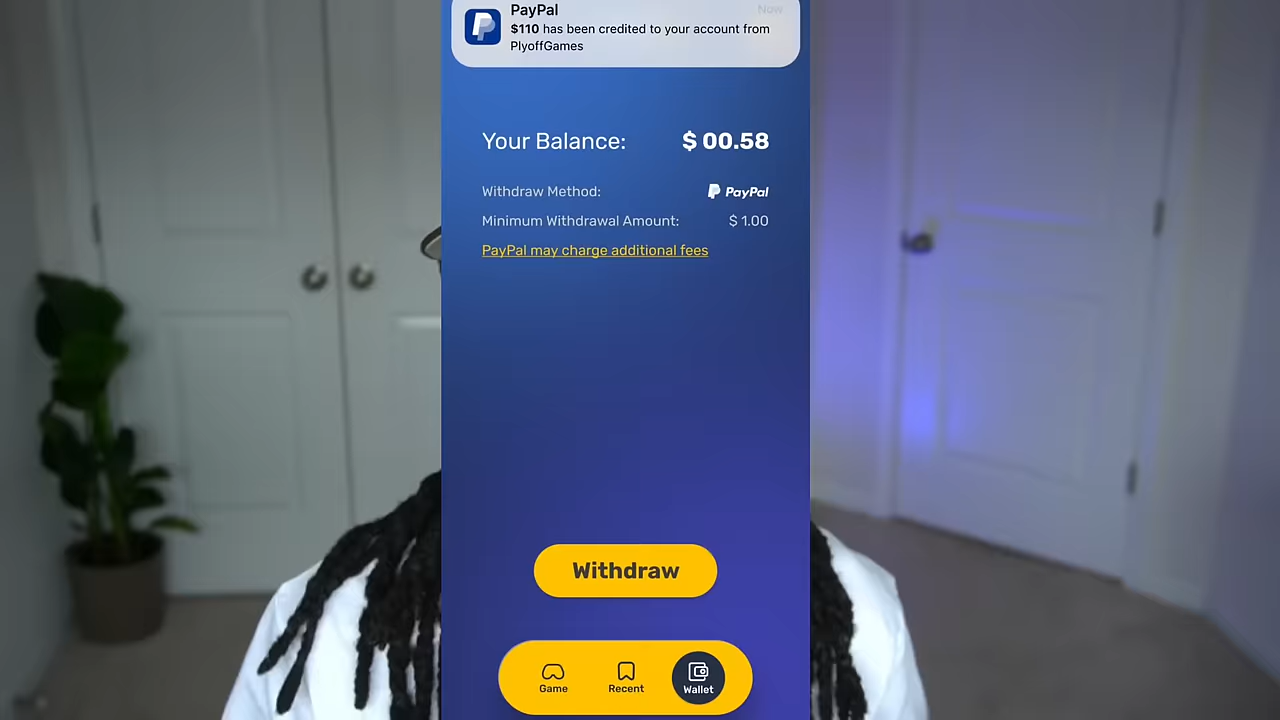 PayPal
Now
$110 has been credited to your account from
PlyoffGames
Your Balance: $ 00.58
Withdraw Method: PayPal
Minimum Withdrawal Amount: $ 1.00
PayPal may charge additional fees
Withdraw
Game Recent Wallet